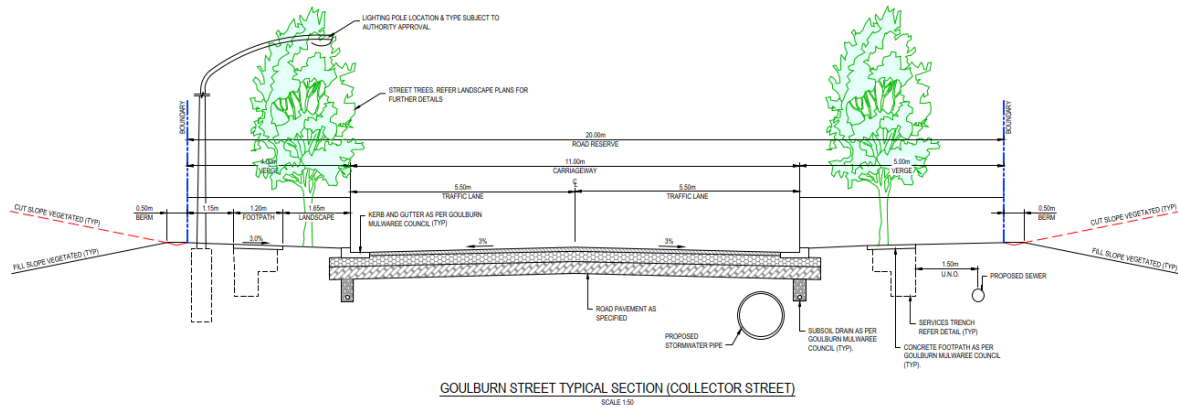 LIGHTING POLE LOCATION & TYPE SUBJECT TO
AUTHORITY APPROVAL.
STREET TREES. REFER LANDSCAPE PLANS FOR
FURTHER DETAILS
BOUNDARY
BOUNDARY
20.00m
ROAD RESERVE
4.00m
VERGE
11.00m
CARRIAGEWAY
5.00m
VERGE
℄
5.50m
TRAFFIC LANE
5.50m
TRAFFIC LANE
0.50m
BERM
1.15m
1.20m
FOOTPATH
1.65m
LANDSCAPE
0.50m
BERM
CUT SLOPE VEGETATED (TYP)
FILL SLOPE VEGETATED (TYP)
3.0%
KERB AND GUTTER AS PER GOULBURN
MULWAREE COUNCIL (TYP)
3%
3%
CUT SLOPE VEGETATED (TYP)
FILL SLOPE VEGETATED (TYP)
1.50m
U.N.O.
PROPOSED SEWER
ROAD PAVEMENT AS
SPECIFIED
PROPOSED
STORMWATER PIPE
SUBSOIL DRAIN AS PER
GOULBURN MULWAREE
COUNCIL (TYP).
SERVICES TRENCH
REFER DETAIL (TYP)
CONCRETE FOOTPATH AS PER
GOULBURN MULWAREE COUNCIL
(TYP).
GOULBURN STREET TYPICAL SECTION (COLLECTOR STREET)
SCALE 1:50